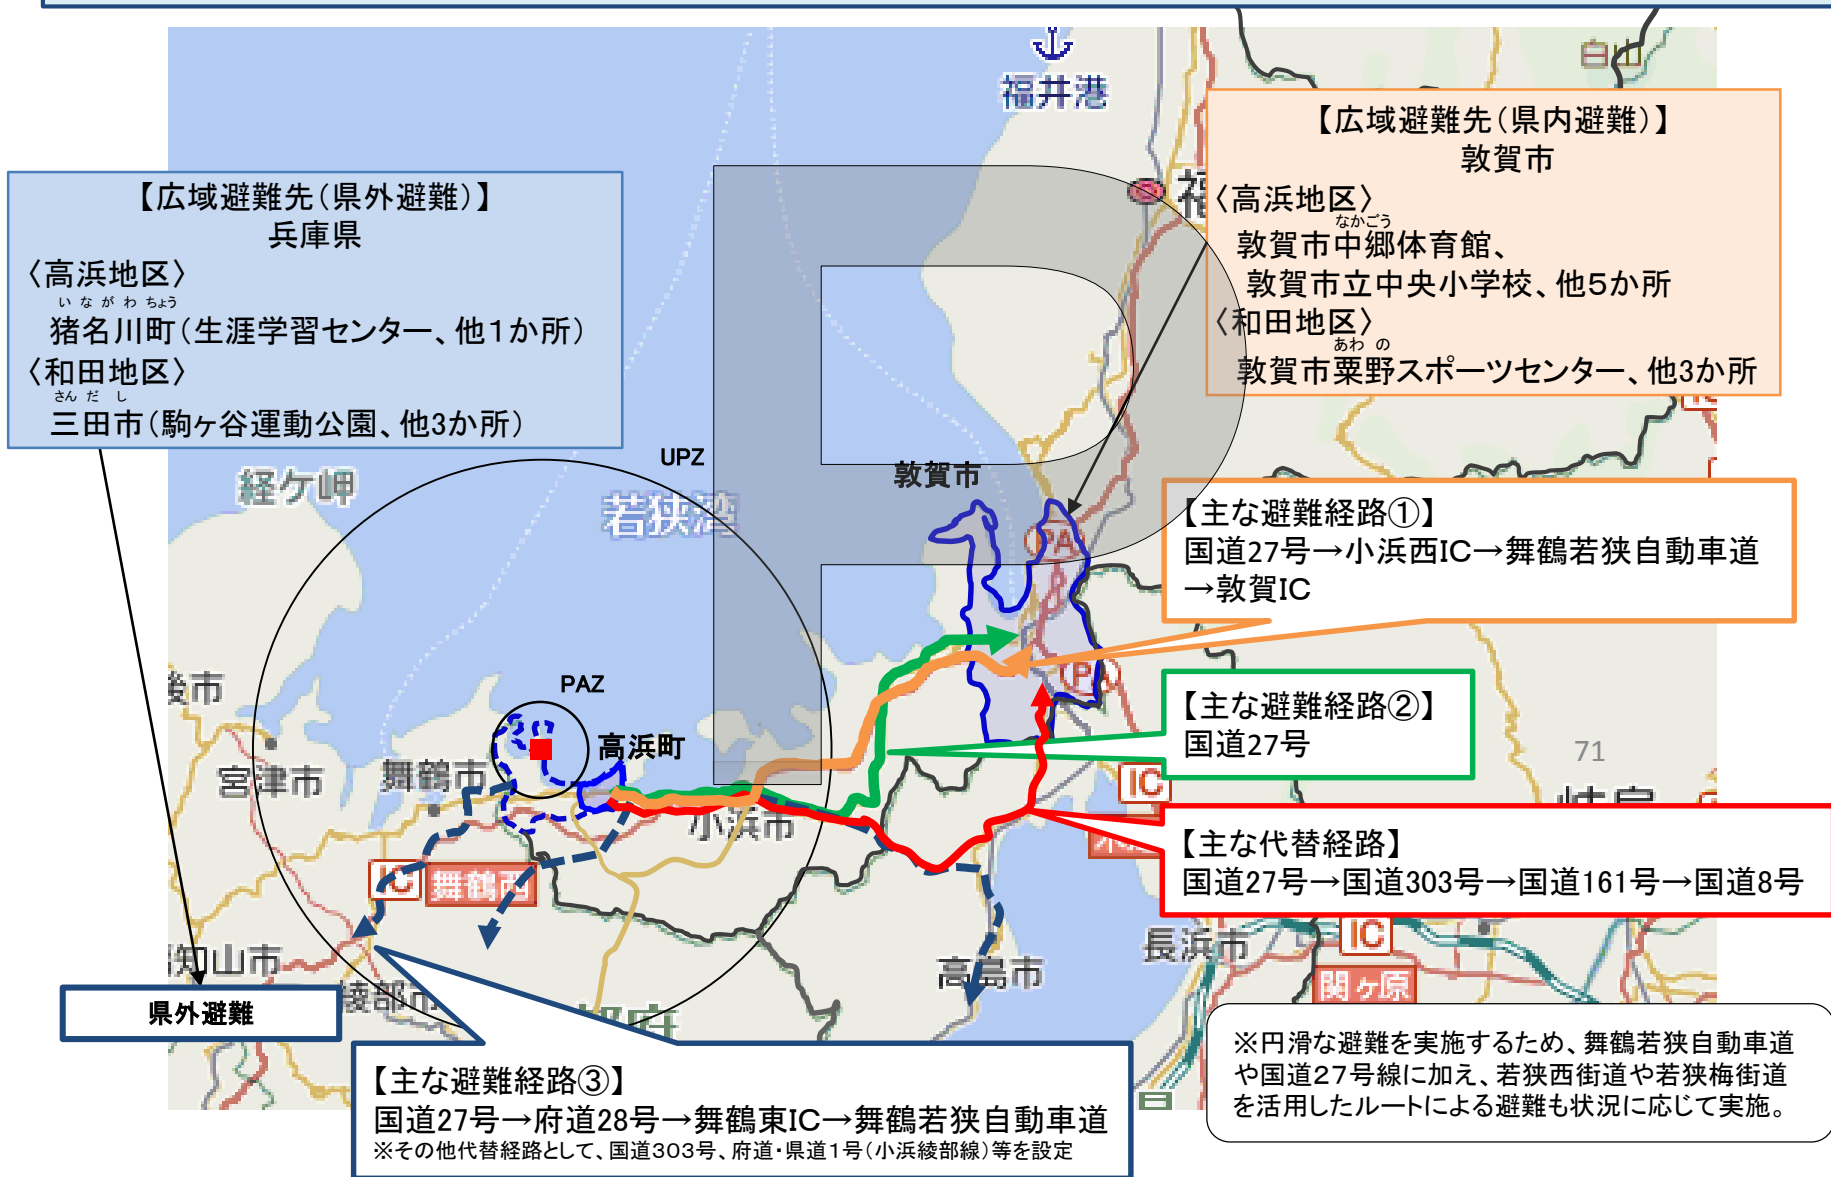 福井港
白山
【広域避難先(県内避難)】
敦賀市
〈高浜地区〉
なかごう
敦賀市中郷体育館、
敦賀市立中央小学校、他5か所
〈和田地区〉
あわ の
敦賀市粟野スポーツセンター、他3か所
【広域避難先(県外避難)】
兵庫県
〈高浜地区〉
い な が わ ちょう
猪名川町(生涯学習センター、他1か所)
〈和田地区〉
さん だ し
三田市(駒ヶ谷運動公園、他3か所)
UPZ
敦賀市
経ケ岬
若狭湾
PA
【主な避難経路①】
国道27号→小浜西IC→舞鶴若狭自動車道
→敦賀IC
PAZ
PA
【主な避難経路②】
国道27号
71
高浜町
宮津市
舞鶴市
小浜市
IC
【主な代替経路】
国道27号→国道303号→国道161号→国道8号
IC
舞鶴西
IC
長浜市
高島市
関ヶ原
知山市
綾部市
県外避難
【主な避難経路③】
国道27号→府道28号→舞鶴東IC→舞鶴若狭自動車道
※その他代替経路として、国道303号、府道・県道1号(小浜綾部線)等を設定
※円滑な避難を実施するため、舞鶴若狭自動車道
や国道27号線に加え、若狭西街道や若狭梅街道
を活用したルートによる避難も状況に応じて実施。